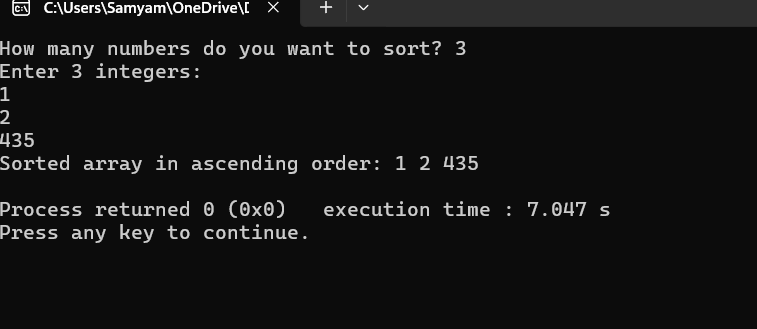 C:\Users\Samyam\OneDrive\
How many numbers do you want to sort? 3
Enter 3 integers:
1
2
435
Sorted array in ascending order: 1 2 435
Process returned 0 (0x0)   execution time : 7.047 s
Press any key to continue.